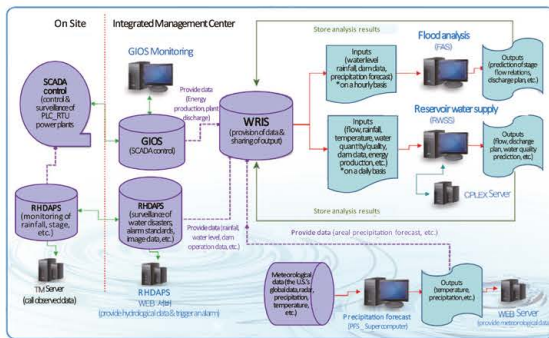 On Site
Integrated Management Center
SCADA
control
(control &
surveillance of
PLC_RTU
power plants
GIOS Monitoring
GIOS
(SCADA control)
Provide data
(Energy
production, plant
discharge)
WRIS
(provision of data &
sharing of output)
Store analysis results
Inputs
(waterlevel
rainfall, dam data,
precipitation forecast)
*on a hourly basis
Flood analysis
(FAS)
Outputs
(prediction of stage
flow relations,
discharge plan, etc.)
Inputs
(flow, rainfall,
temperature, water
quantity/quality,
dam data, energy
production, etc.)
*on a daily basis
Reservoir water supply
(RWSS)
Outputs
(flow, discharge
plan, water quality
prediction, etc.)
CPLEX Server
Store analysis results
RHDAPS
(monitoring of
rainfall, stage,
etc.)
TM Server
(call observed data)
RHDAPS
(surveillance of
water disasters,
alarm standards,
image data, etc.)
Provide data (rainfall,
water level, dam
operation data, etc.)
RHDAPS
WEB
(provide hydrological data & trigger an alarm)
Provide data (areal precipitation forecast, etc.)
Meteorological
data (the U.S.'s
global data, radar,
precipitation,
temperature,
etc.)
Precipitation forecast
(PFS_Supercomputer)
Outputs
(temperature,
precipitation, etc.)
WEB Server
(provide meteorological data)